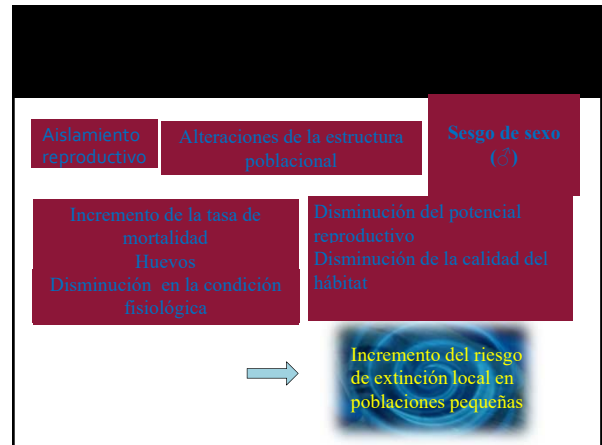 Aislamiento
reproductivo
Alteraciones de la estructura
poblacional
Sesgo de sexo
(♂)
Incremento de la tasa de
mortalidad
Huevos
Disminución en la condición
fisiológica
Disminución del potencial
reproductivo
Disminución de la calidad del
hábitat
Incremento del riesgo
de extinción local en
poblaciones pequeñas